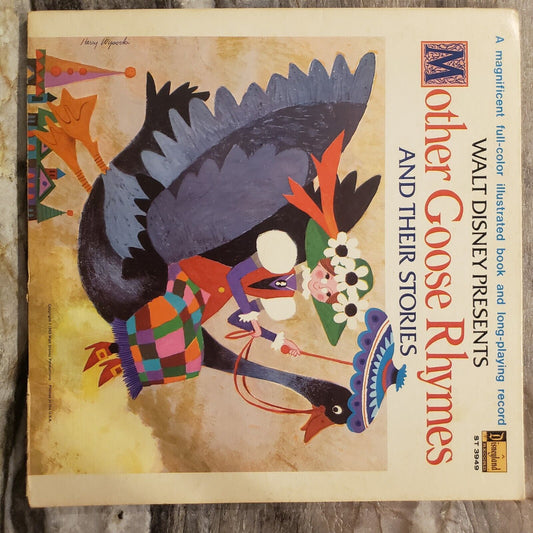 A magnificent full-color illustrated book and long-playing record
WALT DISNEY PRESENTS
Mother Goose Rhymes
AND THEIR STORIES
Disneyland
RECORDS
ST 3949